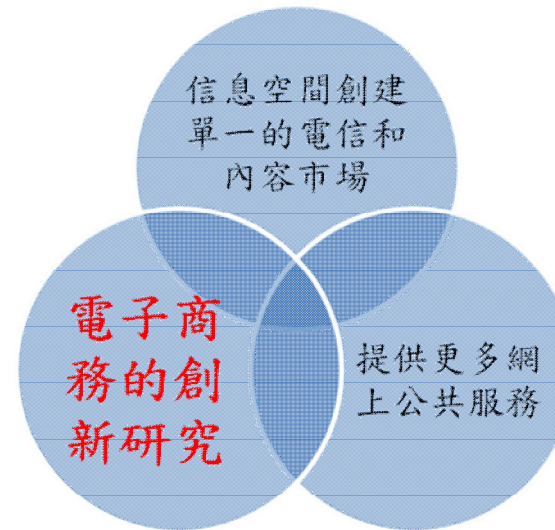 信息空間創建
單一的電信和
內容市場
電子商
務的創
新研究
提供更多網
上公共服務